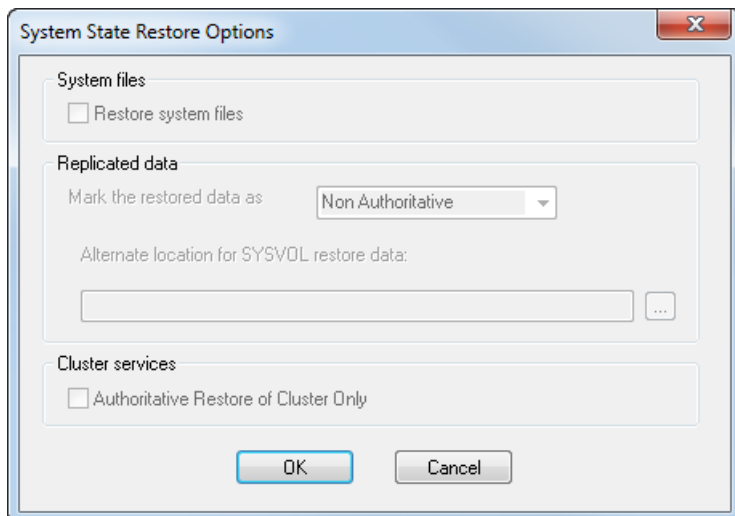 System State Restore Options
System files
Restore system files
Replicated data
Mark the restored data as
Non Authoritative
Alternate location for SYSVOL restore data:
...
Cluster services
Authoritative Restore of Cluster Only
OK
Cancel